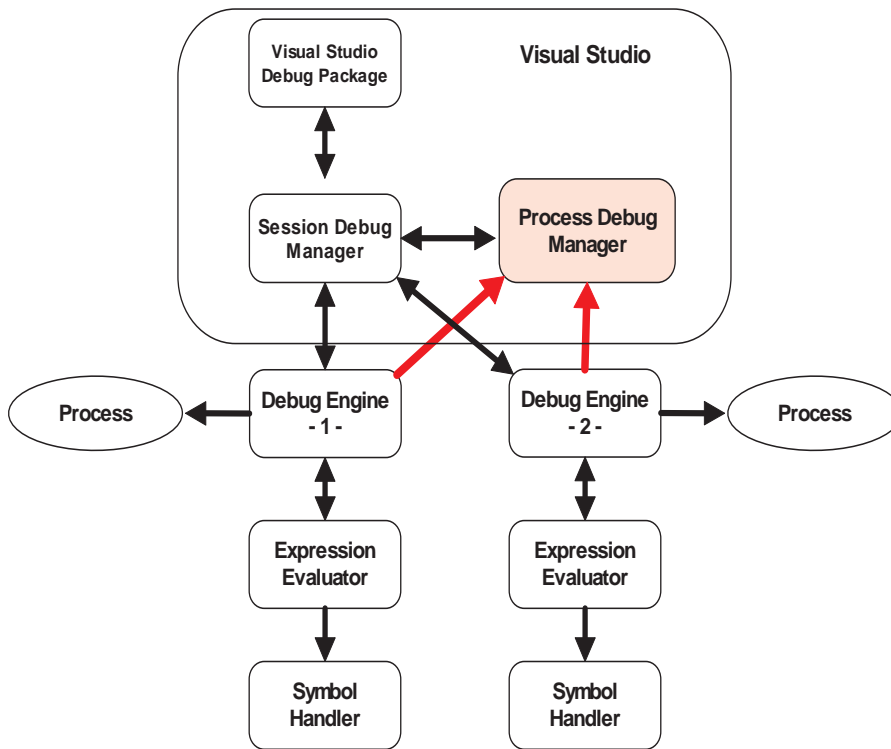 Visual Studio
Debug Package
Visual Studio
Session Debug
Manager
Process Debug
Manager
Process
Debug Engine
- 1 -
Debug Engine
- 2 -
Process
Expression
Evaluator
Expression
Evaluator
Symbol
Handler
Symbol
Handler